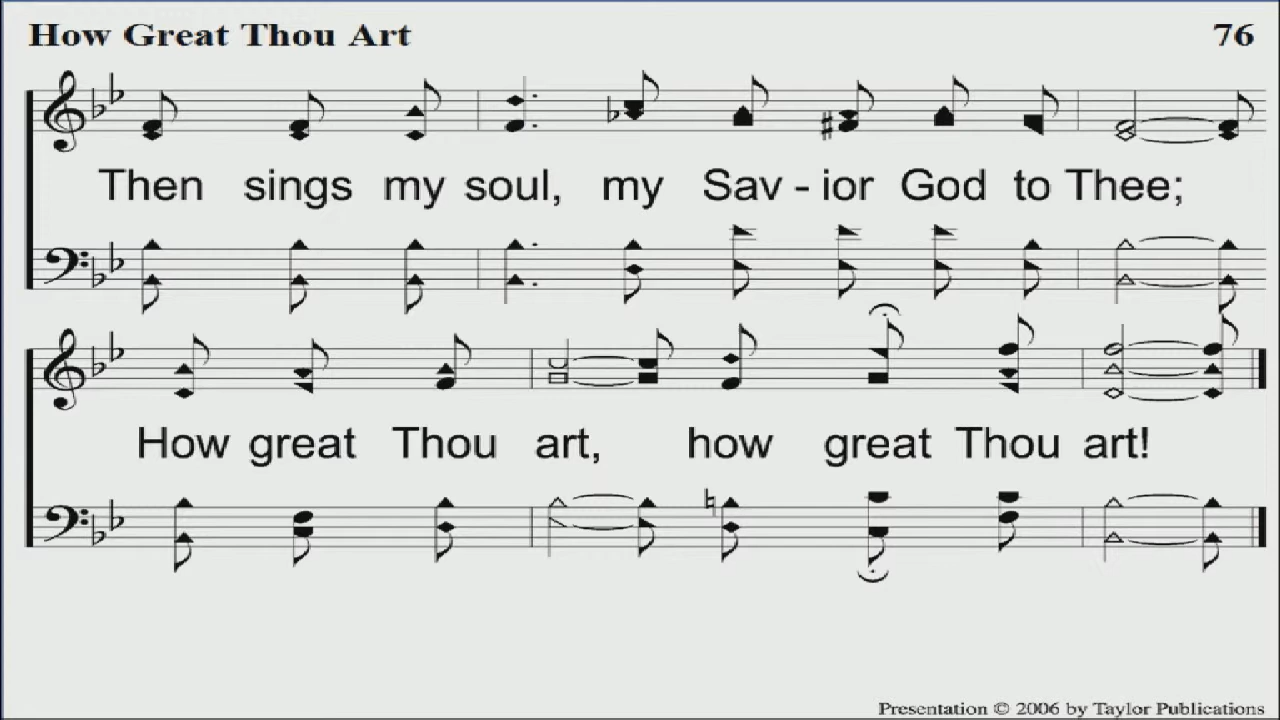 How Great Thou Art 76
Then sings my soul, my Sav - ior God to Thee;
How great Thou art, how great Thou art!
Presentation © 2006 by Taylor Publications